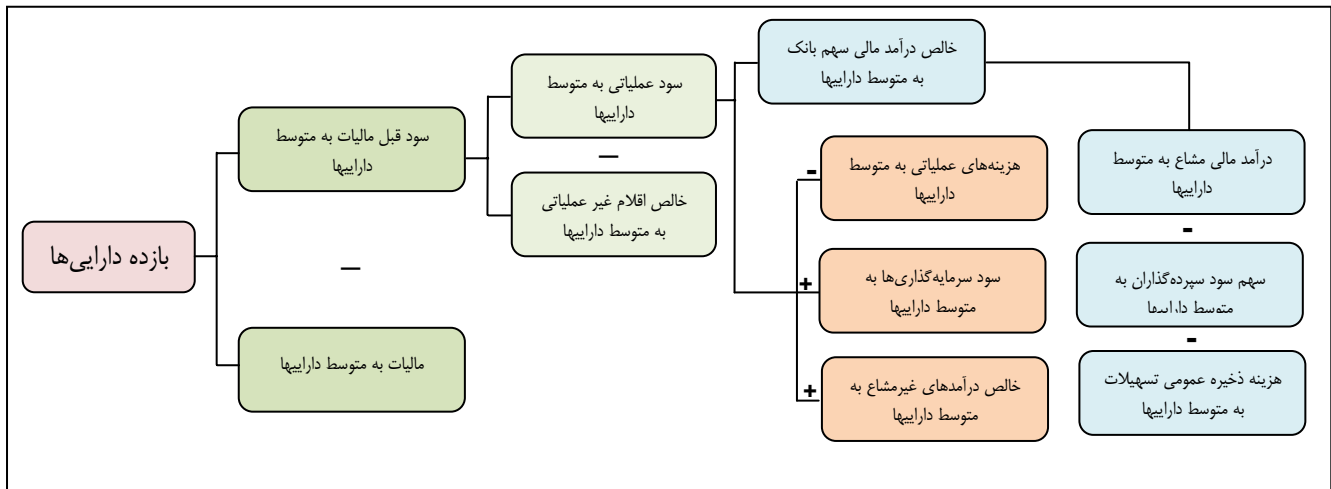 بازده دارایی‌ها
سود قبل مالیات به متوسط
داراییها
—
مالیات به متوسط داراییها
سود عملیاتی به متوسط
داراییها
—
خالص اقلام غیر عملیاتی
به متوسط داراییها
خالص درآمد مالی سهم بانک
به متوسط داراییها
-
هزینه‌های عملیاتی به متوسط
داراییها
+
سود سرمایه‌گذاری‌ها به
متوسط داراییها
+
خالص درآمدهای غیرمشاع به
متوسط داراییها
درآمد مالی مشاع به متوسط
داراییها
-
سهم سود سپرده‌گذاران به
متوسط داراییها
-
هزینه ذخیره عمومی تسهیلات
به متوسط داراییها